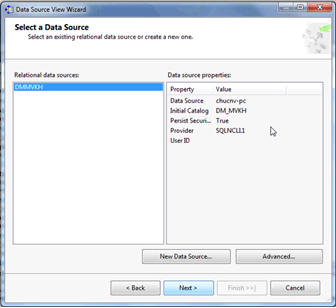 Data Source View Wizard
Select a Data Source
Select an existing relational data source or create a new one.
Relational data sources:
Data source properties:
DMMVKH
Property Value
Data Source chucnv-pc
Initial Catalog DM_MVKH
Persist Securi... True
Provider SQLNCLI1
User ID
New Data Source...
Advanced...
< Back
Next >
Finish >>|
Cancel